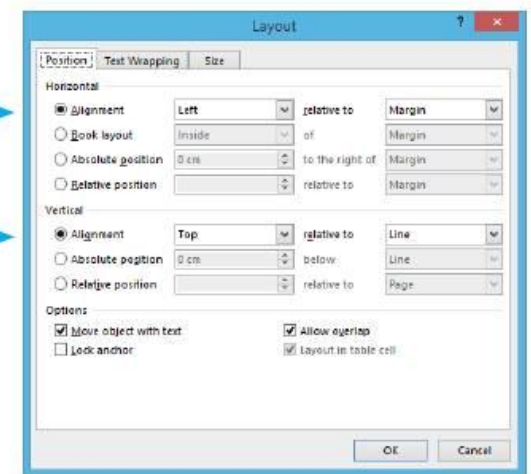 Layout ?
Position Text Wrapping Size
Horizontal
Alignment Left relative to Margin
Book layout Inside of Margin
Absolute position 0 cm to the right of Margin
Relative position relative to Margin
Vertical
Alignment Top relative to Line
Absolute position 0 cm below Line
Relative position relative to Page
Options
Move object with text Allow overlap
Lock anchor Layout in table cell
OK Cancel